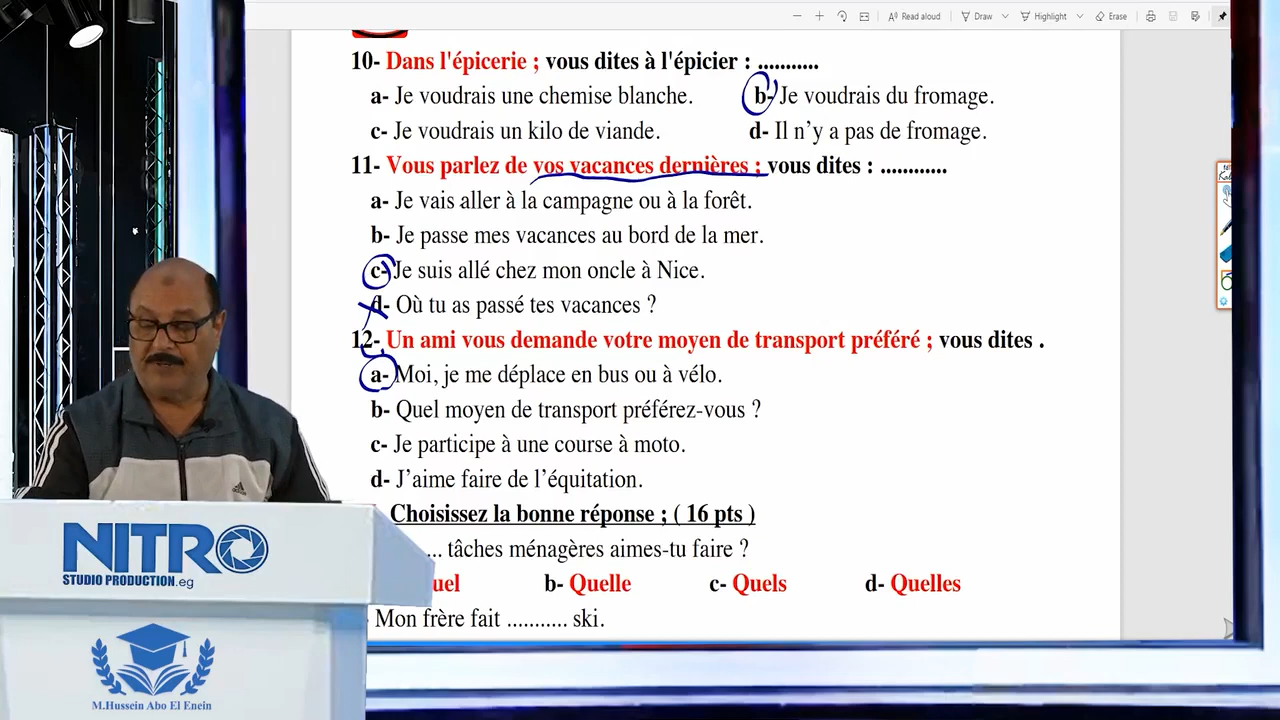 Read aloud
Draw
Highlight
Erase
10- Dans l'épicerie ; vous dites à l'épicier : ...........
a- Je voudrais une chemise blanche. b- Je voudrais du fromage.
c- Je voudrais un kilo de viande. d- Il n'y a pas de fromage.
11- Vous parlez de vos vacances dernières ; vous dites : ............
a- Je vais aller à la campagne ou à la forêt.
b- Je passe mes vacances au bord de la mer.
c- Je suis allé chez mon oncle à Nice.
d- Où tu as passé tes vacances ?
12- Un ami vous demande votre moyen de transport préféré ; vous dites .
a- Moi, je me déplace en bus ou à vélo.
b- Quel moyen de transport préférez-vous ?
c- Je participe à une course à moto.
d- J'aime faire de l'équitation.
Choisissez la bonne réponse ; ( 16 pts )
... tâches ménagères aimes-tu faire ?
uel b- Quelle c- Quels d- Quelles
Mon frère fait ........... ski.
NITRO
STUDIO PRODUCTION.eg
M.Hussein Abo El Enein